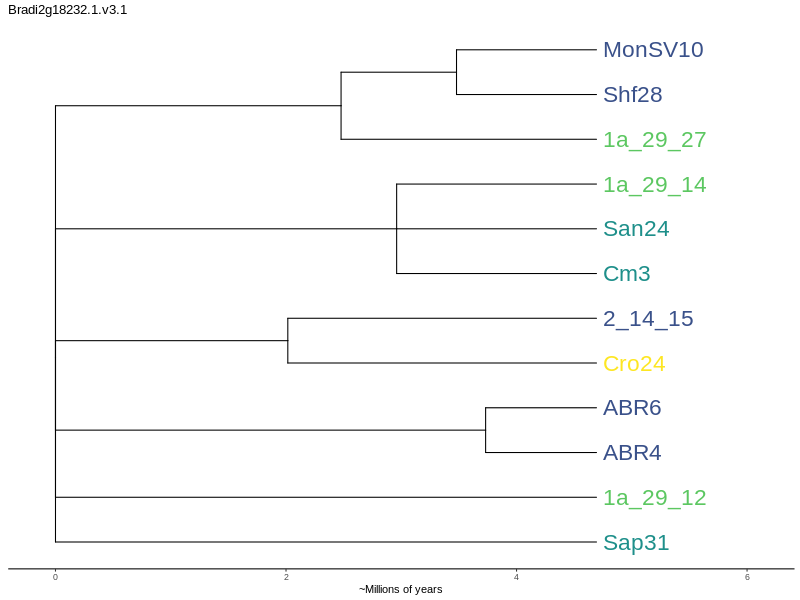 Bradi2g18232.1.v3.1
MonSV10
Shf28
1a_29_27
1a_29_14
San24
Cm3
2_14_15
Cro24
ABR6
ABR4
1a_29_12
Sap31
0 2 4 6
~Millions of years